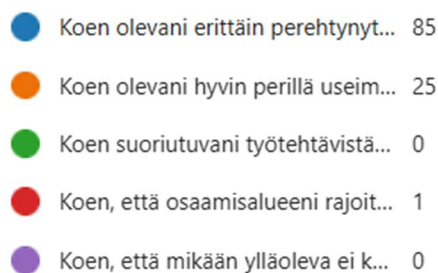 Koen olevani erittäin perehtynyt... 85
Koen olevani hyvin perillä useim... 25
Koen suoriutuvani työtehtävistä... 0
Koen, että osaamisalueeni rajoit... 1
Koen, että mikään ylläoleva ei k... 0